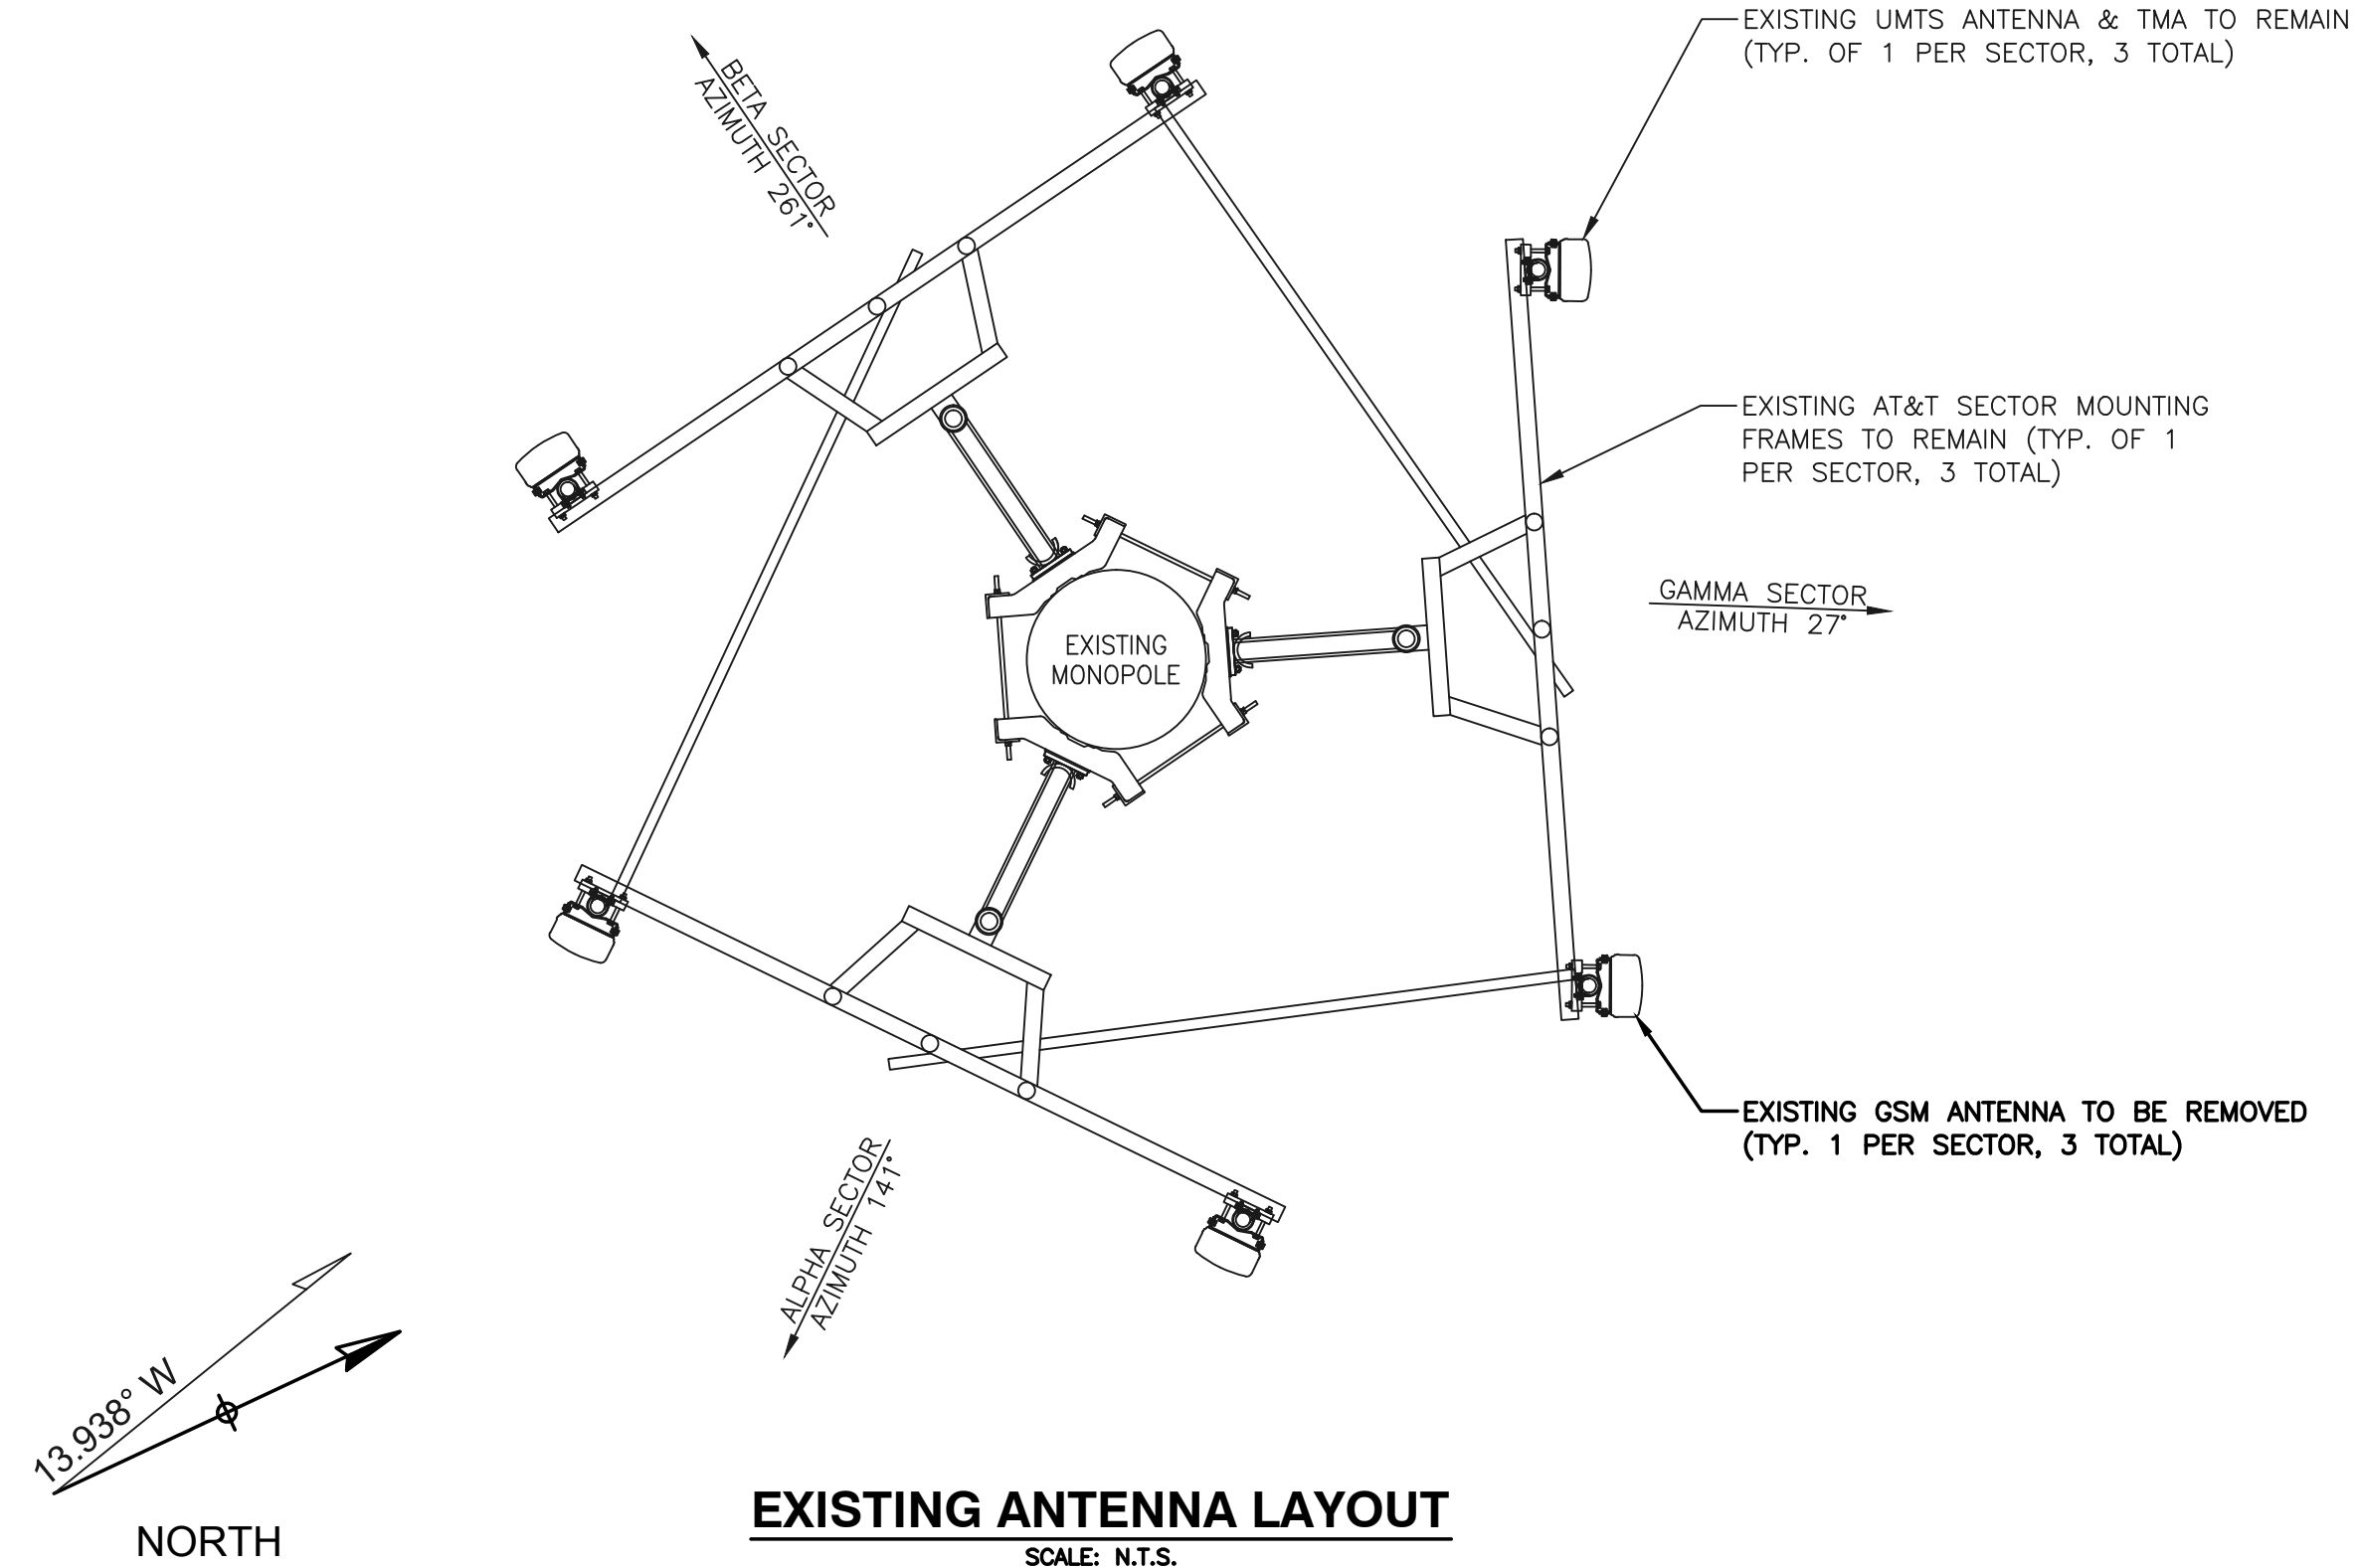 EXISTING UMTS ANTENNA & TMA TO REMAIN
(TYP. OF 1 PER SECTOR, 3 TOTAL)
BETA SECTOR
AZIMUTH 261°
EXISTING AT&T SECTOR MOUNTING
FRAMES TO REMAIN (TYP. OF 1
PER SECTOR, 3 TOTAL)
GAMMA SECTOR
AZIMUTH 27°
EXISTING
MONOPOLE
EXISTING GSM ANTENNA TO BE REMOVED
(TYP. 1 PER SECTOR, 3 TOTAL)
ALPHA SECTOR
AZIMUTH 141°
13.938° W
NORTH
EXISTING ANTENNA LAYOUT
SCALE: N.T.S.